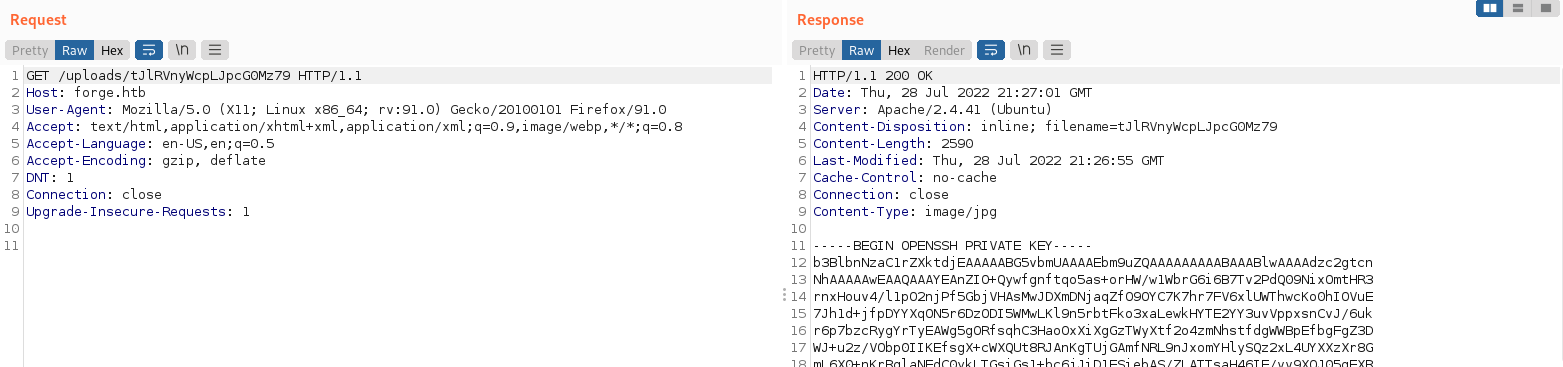 Request
Response
Pretty Raw Hex \n
Pretty Raw Hex Render \n
1 GET /uploads/tJlRVnyWcpLJpcG0Mz79 HTTP/1.1
2 Host: forge.htb
3 User-Agent: Mozilla/5.0 (X11; Linux x86_64; rv:91.0) Gecko/20100101 Firefox/91.0
4 Accept: text/html,application/xhtml+xml,application/xml;q=0.9,image/webp,*/*;q=0.8
5 Accept-Language: en-US,en;q=0.5
6 Accept-Encoding: gzip, deflate
7 DNT: 1
8 Connection: close
9 Upgrade-Insecure-Requests: 1
10
11
1 HTTP/1.1 200 OK
2 Date: Thu, 28 Jul 2022 21:27:01 GMT
3 Server: Apache/2.4.41 (Ubuntu)
4 Content-Disposition: inline; filename=tJlRVnyWcpLJpcG0Mz79
5 Content-Length: 2590
6 Last-Modified: Thu, 28 Jul 2022 21:26:55 GMT
7 Cache-Control: no-cache
8 Connection: close
9 Content-Type: image/jpg
10
11 -----BEGIN OPENSSH PRIVATE KEY-----
12 b3BlbnNzaC1rZXktdjEAAAAABG5vbmUAAAAEbm9uZQAAAAAAAAABAAABlwAAAAdzc2gtcn
13 NhAAAAAwEAAQAAAYEAnZIO+Qywfgnftqo5as+orHW/w1WbrG6i6B7Tv2PdQ09NixOmtHR3
14 rnxHouv4/l1pO2njPf5GbjVHAsMwJDXmDNjaqZfO9OYC7K7hr7FV6xlUWThwcKo0hIOVuE
15 7Jh1d+jfpDYYXqON5r6DzODI5WMwLKl9n5rbtFko3xaLewkHYTE2YY3uvVppxsnCvJ/6uk
16 r6p7bzcRygYrTyEAWg5gORfsqhC3HaoOxXiXgGzTWyXtf2o4zmNhstfdgWWBpEfbgFgZ3D
17 WJ+u2z/VObp0IIKEfsgX+cWXQUt8RJAnKgTUjGAmfNRL9nJxomYHlySQz2xL4UYXXzXr8G
18